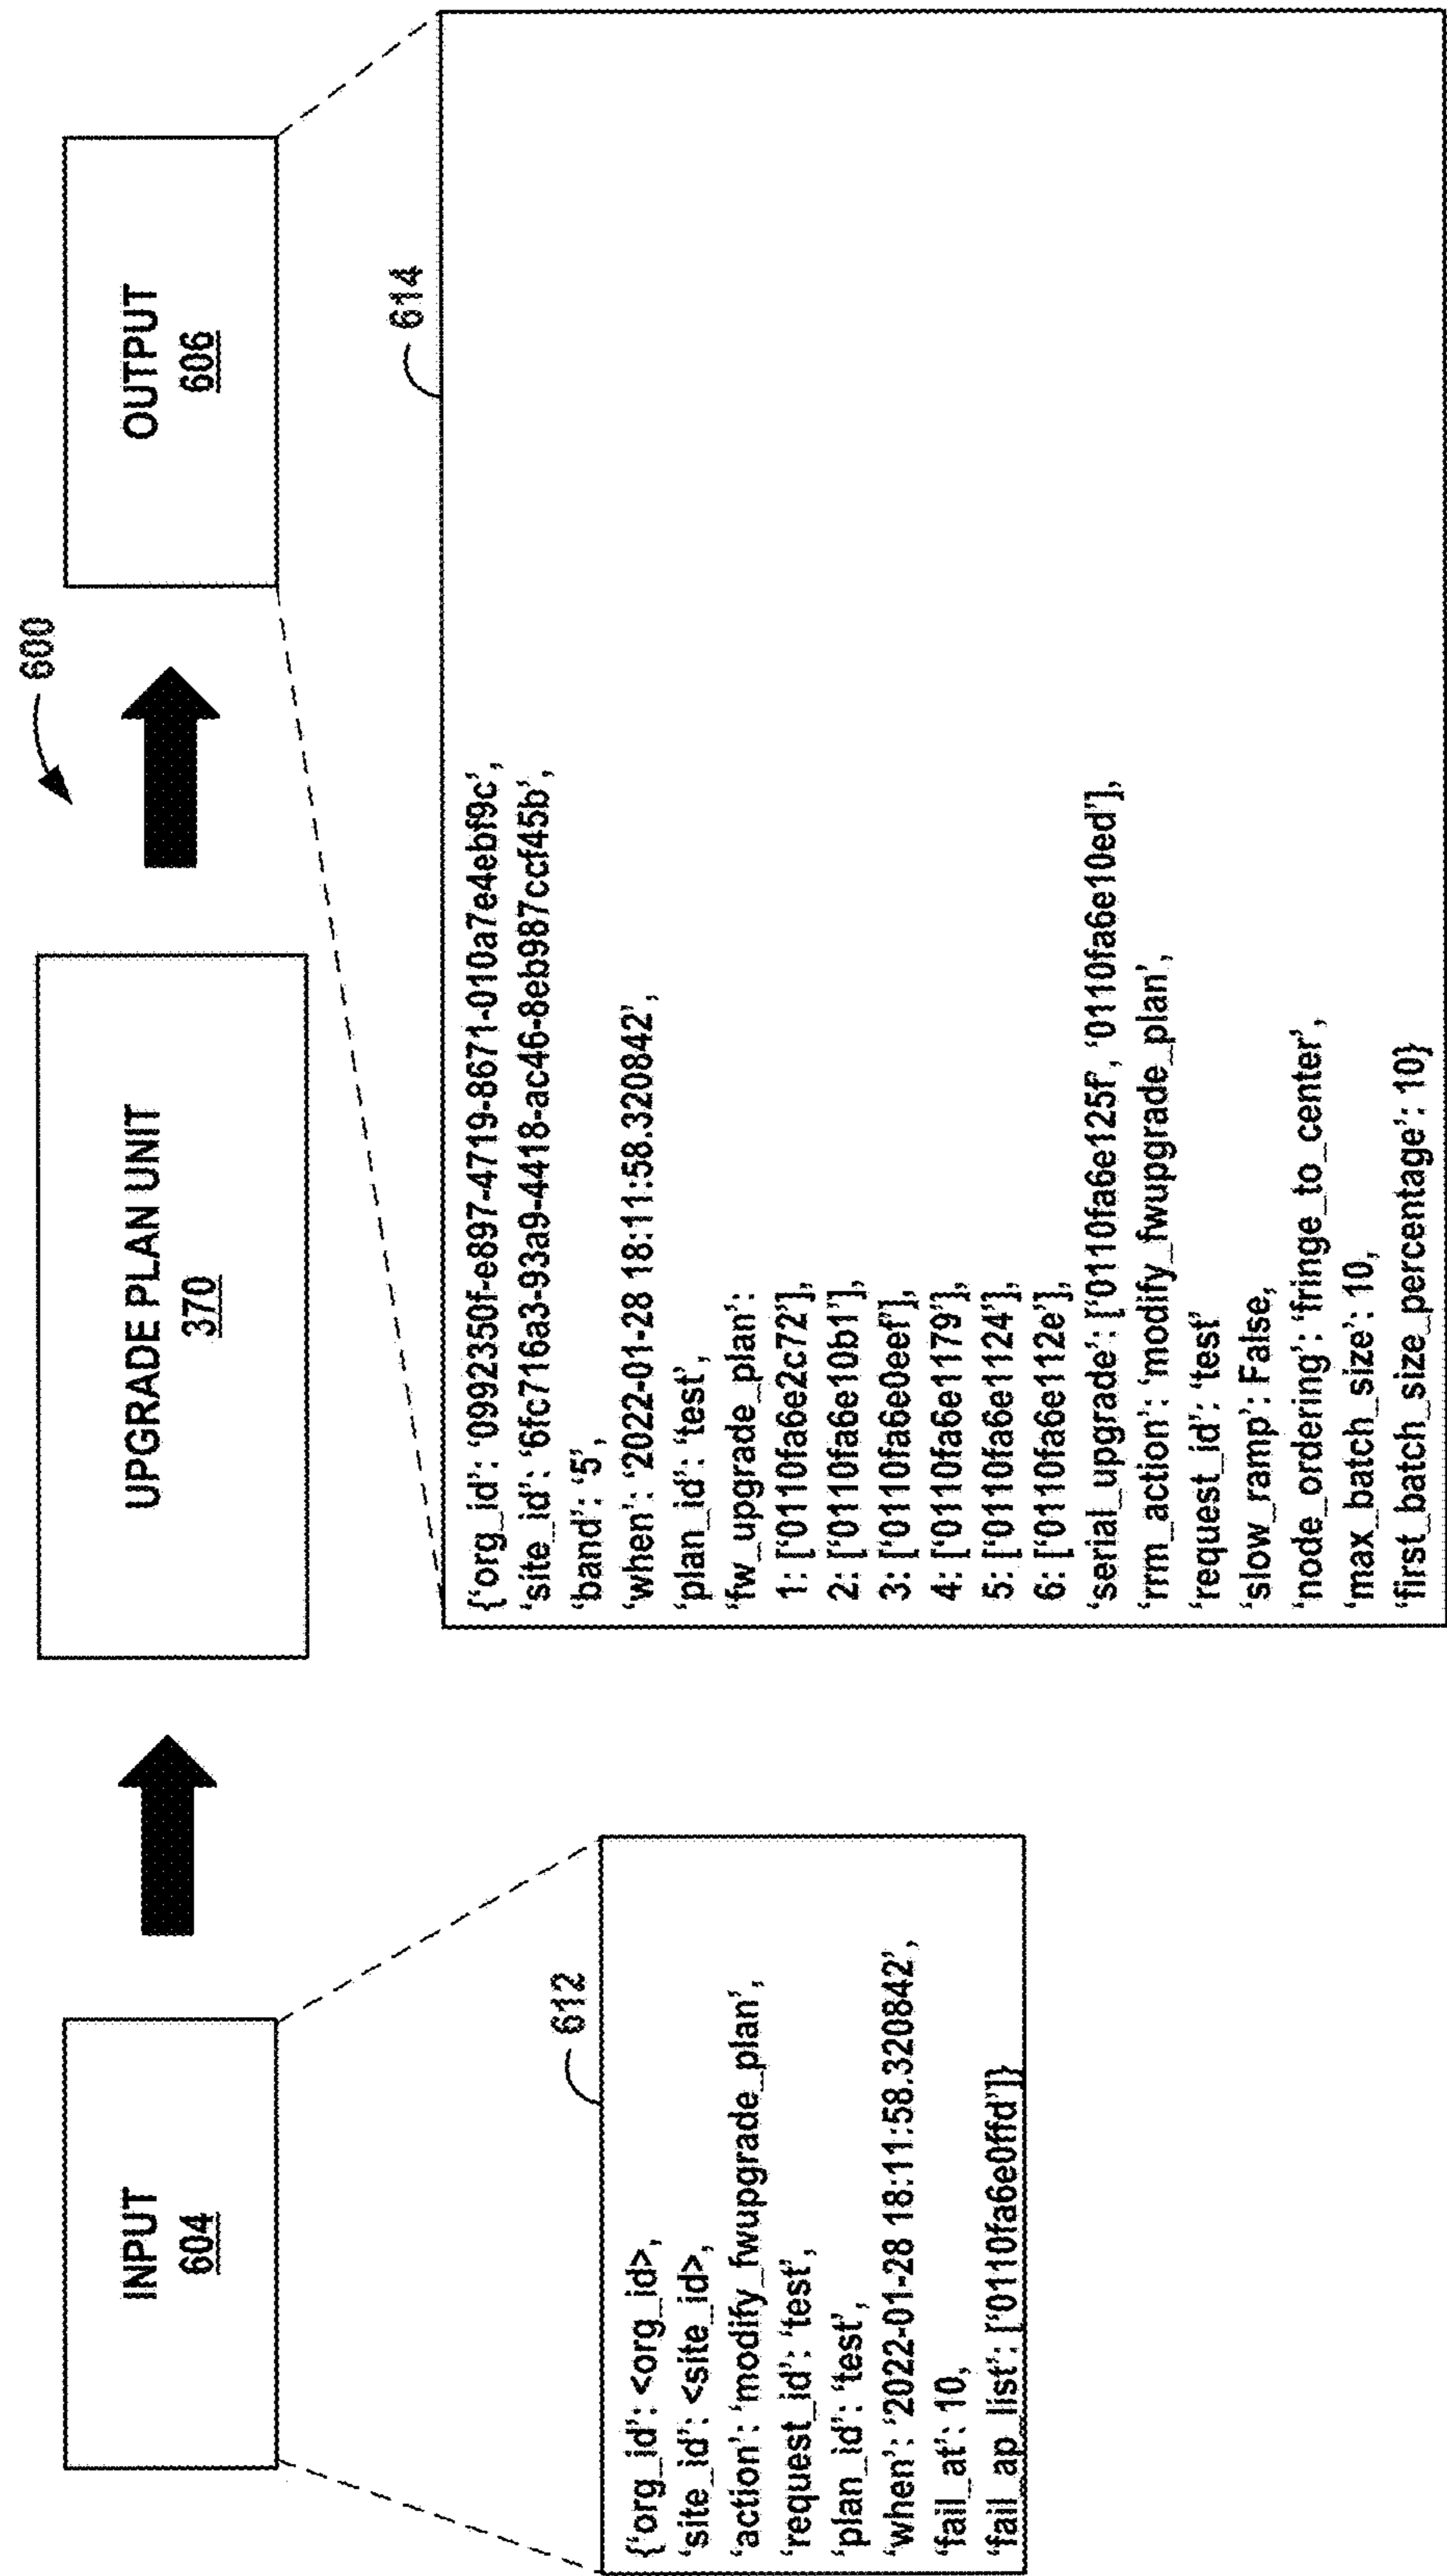 600
INPUT
604
UPGRADE PLAN UNIT
370
OUTPUT
606
612
{‘org_id’: <org_id>,
‘site_id’: <site_id>,
‘action’: ‘modify_fwupgrade_plan’,
‘request_id’: ‘test’,
‘plan_id’: ‘test’,
‘when’: ‘2022-01-28 18:11:58.320842’,
‘fail_at’: 10,
‘fail_ap_list’: [‘0110fa6e0ffd’]}
614
{‘org_id’: ‘0992350f-e897-4719-8671-010a7e4ebf9c’,
‘site_id’: ‘6fc716a3-93a9-4418-ac46-8eb987ccf45b’,
‘band’: ‘5’,
‘when’: ‘2022-01-28 18:11:58.320842’,
‘plan_id’: ‘test’,
‘fw_upgrade_plan’:
1: [‘0110fa6e2c72’],
2: [‘0110fa6e10b1’],
3: [‘0110fa6e0eef’],
4: [‘0110fa6e1179’],
5: [‘0110fa6e1124’],
6: [‘0110fa6e112e’],
‘serial_upgrade’: [‘0110fa6e125f’, ‘0110fa6e10ed’],
‘rrm_action’: ‘modify_fwupgrade_plan’,
‘request_id’: ‘test’
‘slow_ramp’: False,
‘node_ordering’: ‘fringe_to_center’,
‘max_batch_size’: 10,
‘first_batch_size_percentage’: 10}